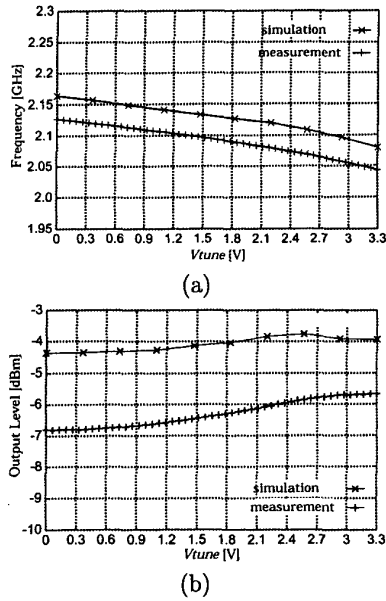 2.3
2.25
2.2
2.15
2.1
2.05
2.0
1.95
Frequency [GHz]
simulation
measurement
0 0.3 0.6 0.9 1.2 1.5 1.8 2.1 2.4 2.7 3.0 3.3
Vtune [V]
(a)
-3
-4
-5
-6
-7
-8
-9
-10
Output Level [dBm]
simulation
measurement
0 0.3 0.6 0.9 1.2 1.5 1.8 2.1 2.4 2.7 3.0 3.3
Vtune [V]
(b)